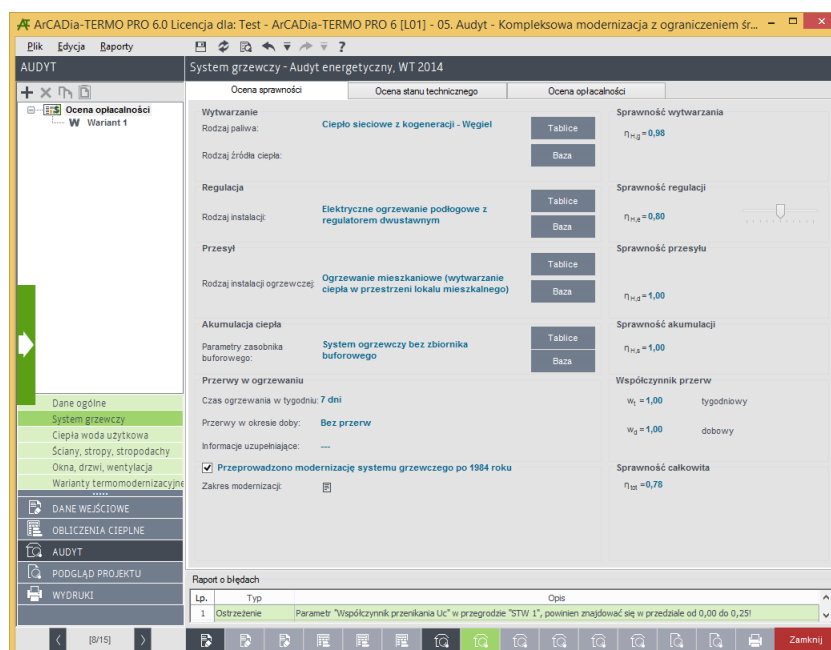 ArCADia-TERMO PRO 6.0 Licencja dla: Test - ArCADia-TERMO PRO 6 [L01] - 05. Audyt - Kompleksowa modernizacja z ograniczeniem śr...
Plik Edycja Raporty
AUDYT
System grzewczy - Audyt energetyczny, WT 2014
Ocena opłacalności
W Wariant 1
Ocena sprawności Ocena stanu technicznego Ocena opłacalności
Wytwarzanie Sprawność wytwarzania
Rodzaj paliwa: Ciepło sieciowe z kogeneracji - Węgiel Tablice ηH,g = 0,98
Rodzaj źródła ciepła: Baza
Regulacja Sprawność regulacji
Tablice
Rodzaj instalacji: Elektryczne ogrzewanie podłogowe z regulatorem dwustawnym ηH,e = 0,80
Baza
Przesył Sprawność przesyłu
Tablice
Rodzaj instalacji ogrzewczej: Ogrzewanie mieszkaniowe (wytwarzanie ciepła w przestrzeni lokalu mieszkalnego) Baza
ηH,d = 1,00
Akumulacja ciepła Sprawność akumulacji
Tablice
Parametry zasobnika buforowego: System ogrzewczy bez zbiornika buforowego ηH,s = 1,00
Baza
Przerwy w ogrzewaniu Współczynnik przerw
Czas ogrzewania w tygodniu: 7 dni wt = 1,00 tygodniowy
Przerwy w okresie doby: Bez przerw wd = 1,00 dobowy
Informacje uzupełniające: ---
Przeprowadzono modernizację systemu grzewczego po 1984 roku Sprawność całkowita
Zakres modernizacji: ηtot = 0,78
Dane ogólne
System grzewczy
Ciepła woda użytkowa
Ściany, stropy, stropodachy
Okna, drzwi, wentylacja
Warianty termomodernizacyjne
DANE WEJŚCIOWE
OBLICZENIA CIEPLNE
AUDYT
PODGLĄD PROJEKTU
WYDRUKI
Raport o błędach
Lp. Typ Opis
1 Ostrzeżenie Parametr "Współczynnik przenikania Uc" w przegrodzie "STW 1", powinien znajdować się w przedziale od 0,00 do 0,25!
[8/15]
Zamknij